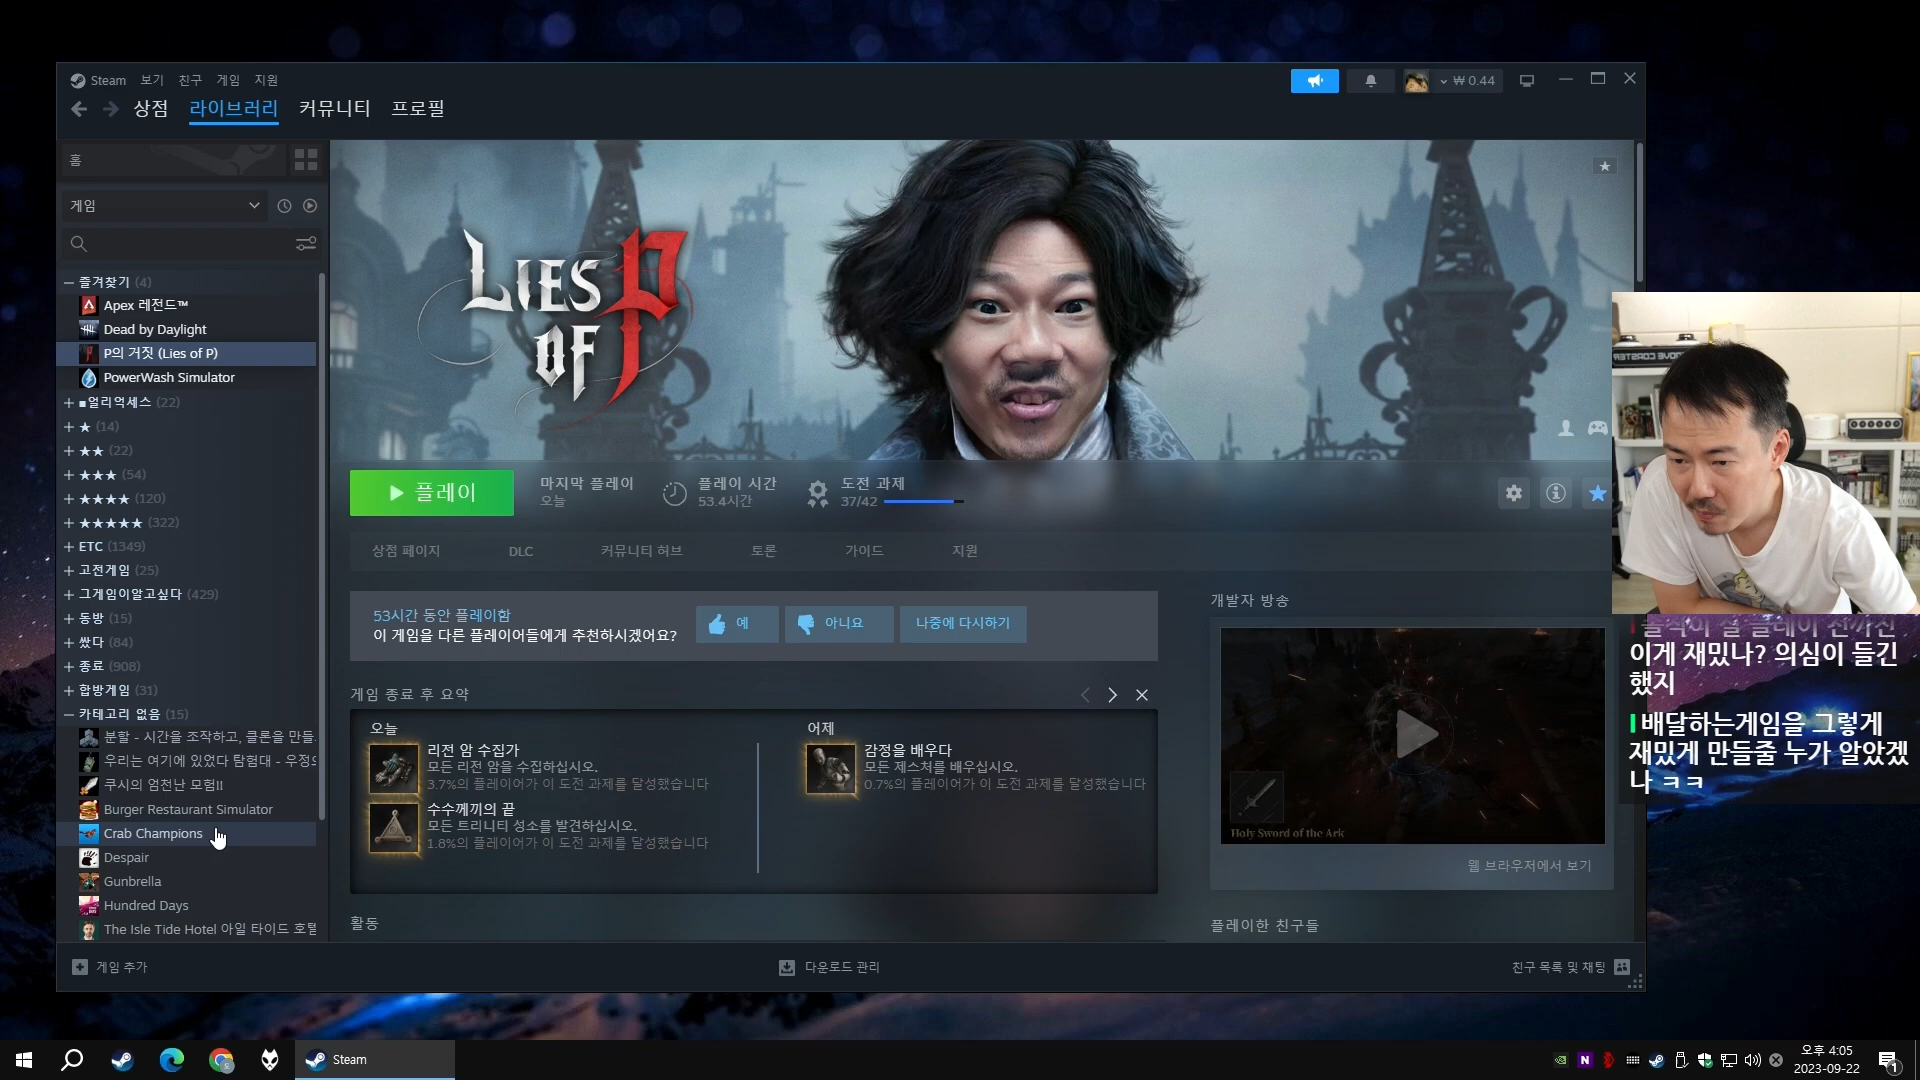 Steam 보기 친구 게임 지원
₩ 0.44
상점 라이브러리 커뮤니티 프로필
홈
게임
즐겨찾기 (4)
Apex 레전드™
Dead by Daylight
P의 거짓 (Lies of P)
PowerWash Simulator
■얼리억세스 (22)
★ (14)
★★ (22)
★★★ (54)
★★★★ (120)
★★★★★ (322)
ETC (1349)
고전게임 (25)
그게임이알고싶다 (429)
동방 (15)
쌌다 (84)
종료 (908)
합방게임 (31)
카테고리 없음 (15)
분할 - 시간을 조작하고, 클론을 만들
우리는 여기에 있었다 탐험대 - 우정의
쿠시의 엄천난 모험!!
Burger Restaurant Simulator
Crab Champions
Despair
Gunbrella
Hundred Days
The Isle Tide Hotel 아일 타이드 호텔
LIES OF P
플레이
마지막 플레이
오늘
플레이 시간
53.4시간
도전 과제
37/42
상점 페이지 DLC 커뮤니티 허브 토론 가이드 지원
53시간 동안 플레이함
이 게임을 다른 플레이어들에게 추천하시겠어요?
예 아니요 나중에 다시하기
게임 종료 후 요약
오늘
리전 암 수집가
모든 리전 암을 수집하십시오.
3.7%의 플레이어가 이 도전 과제를 달성했습니다
수수께끼의 끝
모든 트리니티 성소를 발견하십시오.
1.8%의 플레이어가 이 도전 과제를 달성했습니다
어제
감정을 배우다
모든 제스처를 배우십시오.
0.7%의 플레이어가 이 도전 과제를 달성했습니다
활동
개발자 방송
Holy Sword of the Ark
웹 브라우저에서 보기
플레이한 친구들
이게 재밌나? 의심이 들긴
했지
배달하는게임을 그렇게
재밌게 만들줄 누가 알았겠
나 ㅋㅋ
게임 추가
다운로드 관리
친구 목록 및 채팅
Steam
오후 4:05
2023-09-22
1